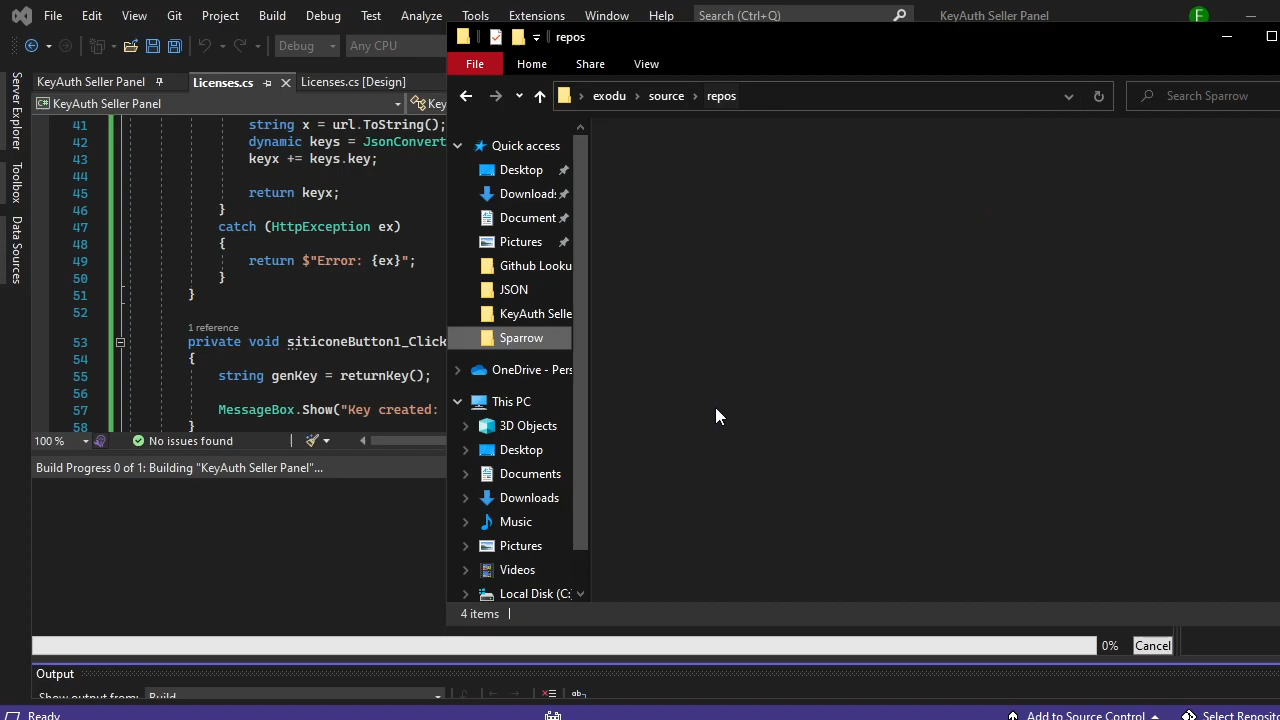 File Edit View Git Project Build Debug Test Analyze Tools Extensions Window Help Search (Ctrl+Q) KeyAuth Seller Panel F
Debug Any CPU
repos
File Home Share View
exodu source repos Search Sparrow
Server Explorer
Toolbox
Data Sources
KeyAuth Seller Panel Licenses.cs Licenses.cs [Design]
KeyAuth Seller Panel Key
41 string x = url.ToString();
42 dynamic keys = JsonConvert
43 keyx += keys.key;
44
45 return keyx;
46 }
47 catch (HttpException ex)
48 {
49 return $"Error: {ex}";
50 }
51 }
52
1 reference
53 private void siticoneButton1_Click
54 {
55 string genKey = returnKey();
56
57 MessageBox.Show("Key created:
58 }
100 % No issues found
Build Progress 0 of 1: Building "KeyAuth Seller Panel"...
Quick access
Desktop
Downloads
Document
Pictures
Github Looku
JSON
KeyAuth Selle
Sparrow
OneDrive - Pers
This PC
3D Objects
Desktop
Documents
Downloads
Music
Pictures
Videos
Local Disk (C:
4 items
0% Cancel
Output
Show output from: Build
Ready Add to Source Control Select Reposit